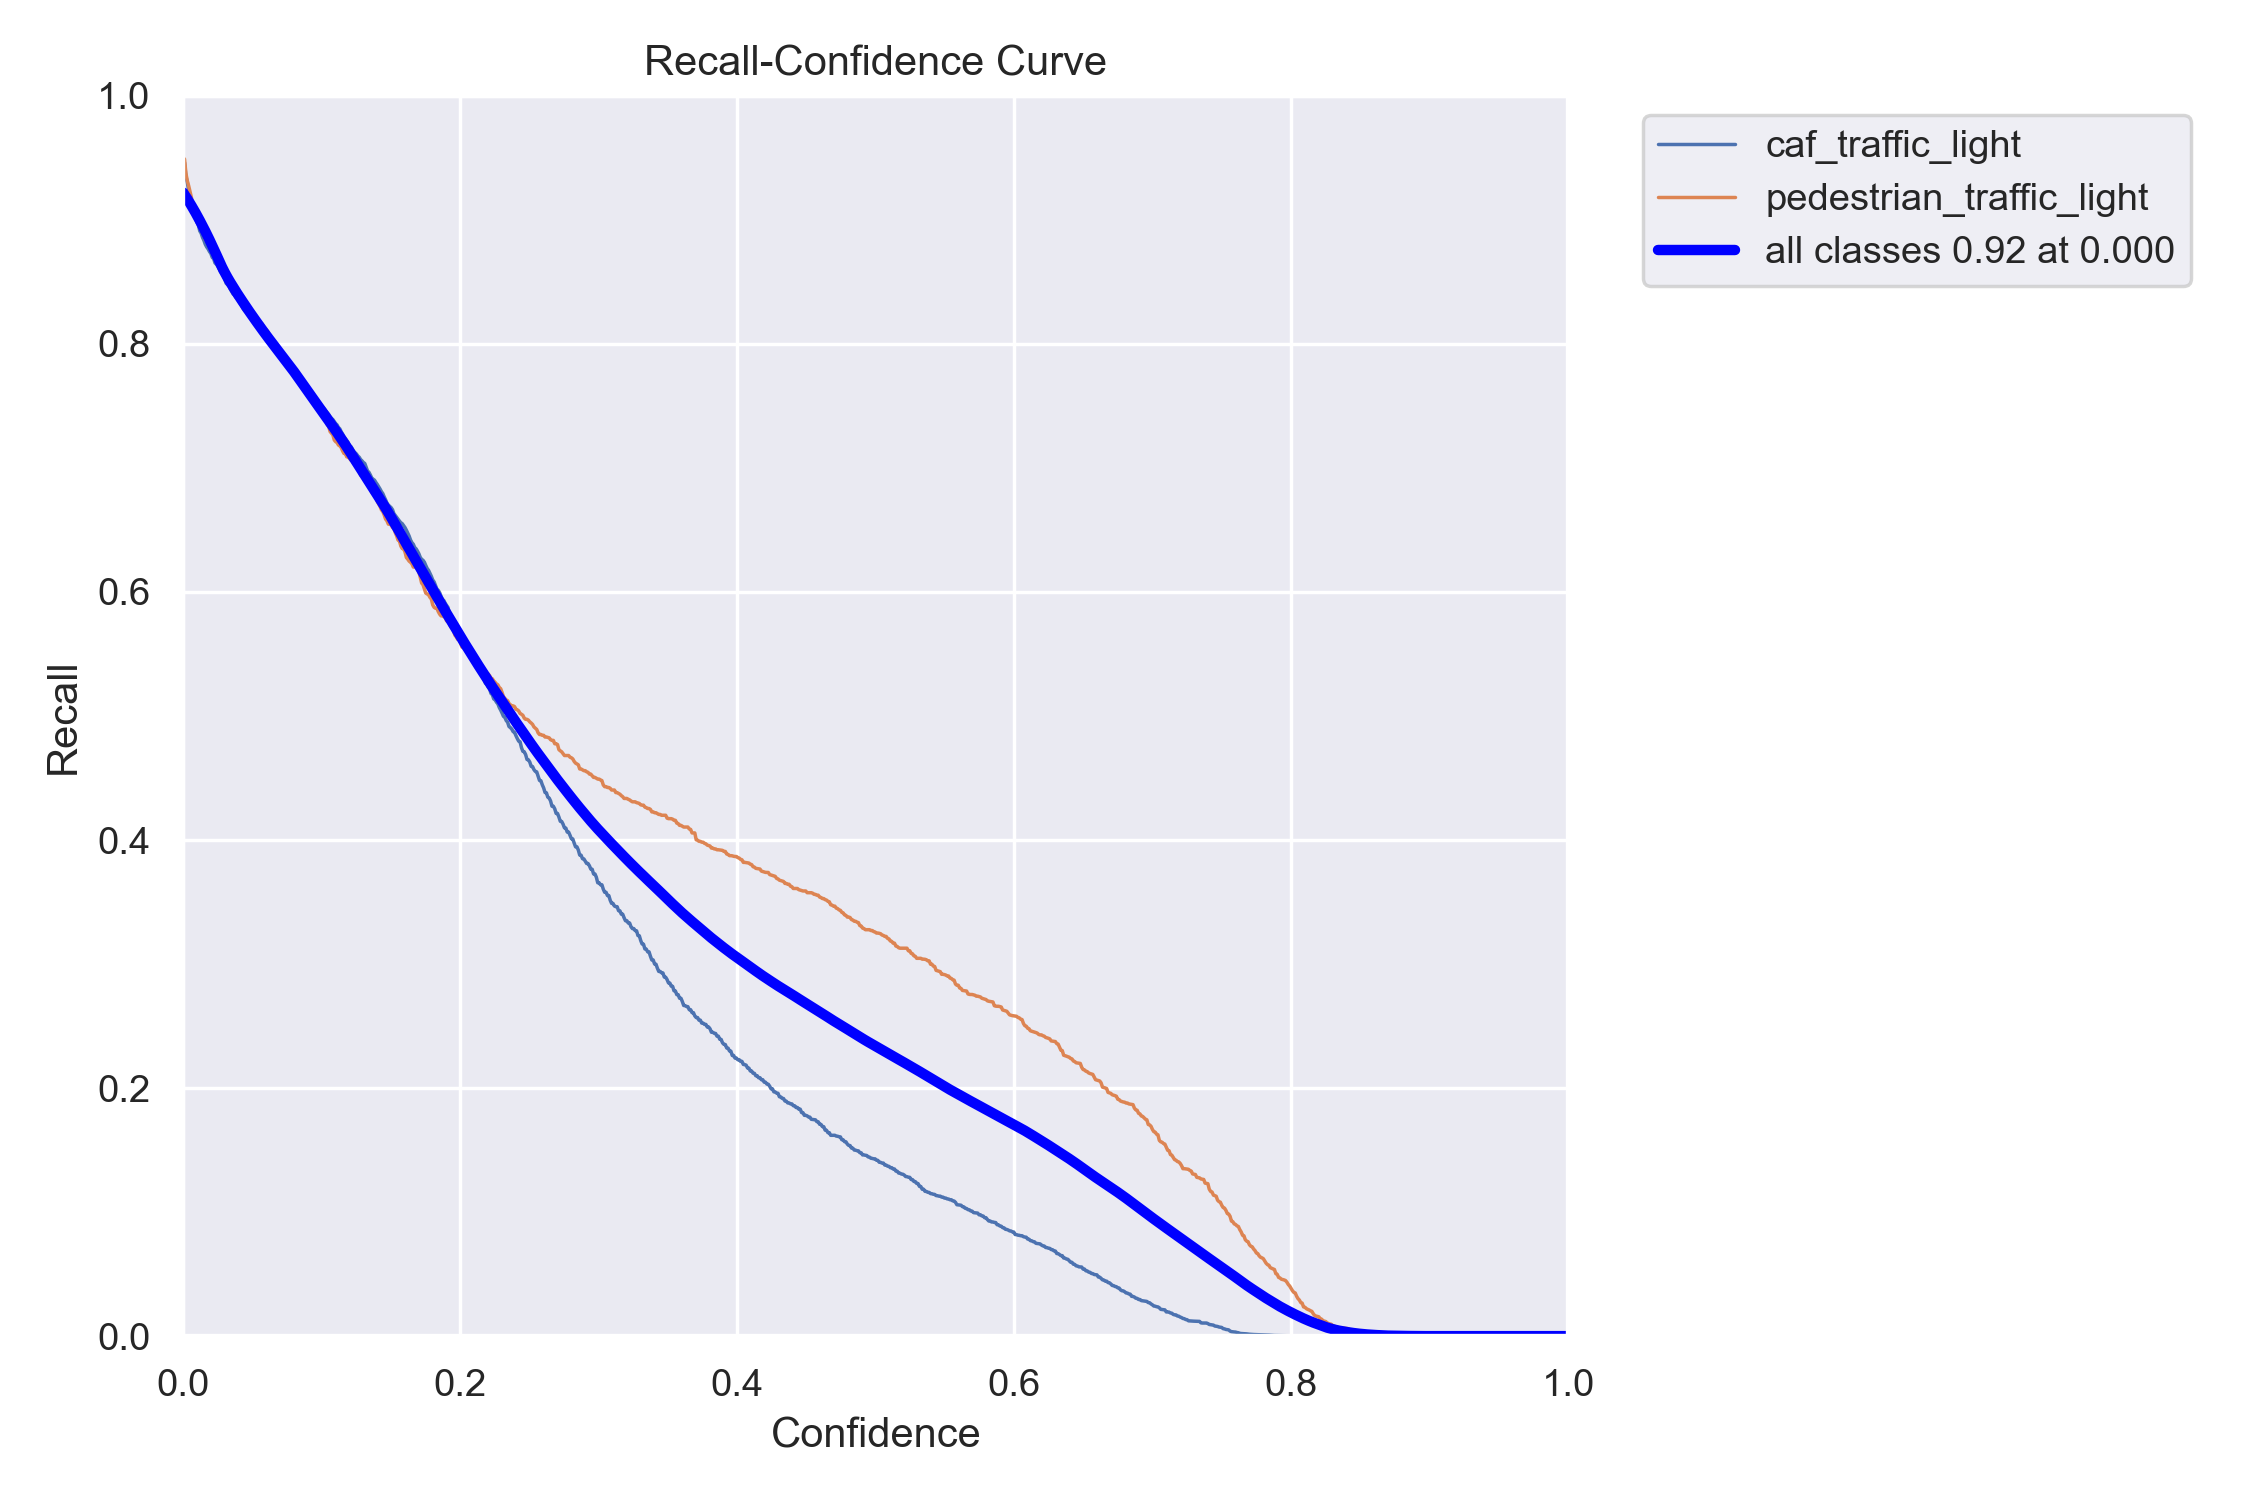 Recall-Confidence Curve
1.0
0.8
0.6
0.4
0.2
0.0
Recall
0.0 0.2 0.4 0.6 0.8 1.0
Confidence
caf_traffic_light
pedestrian_traffic_light
all classes 0.92 at 0.000